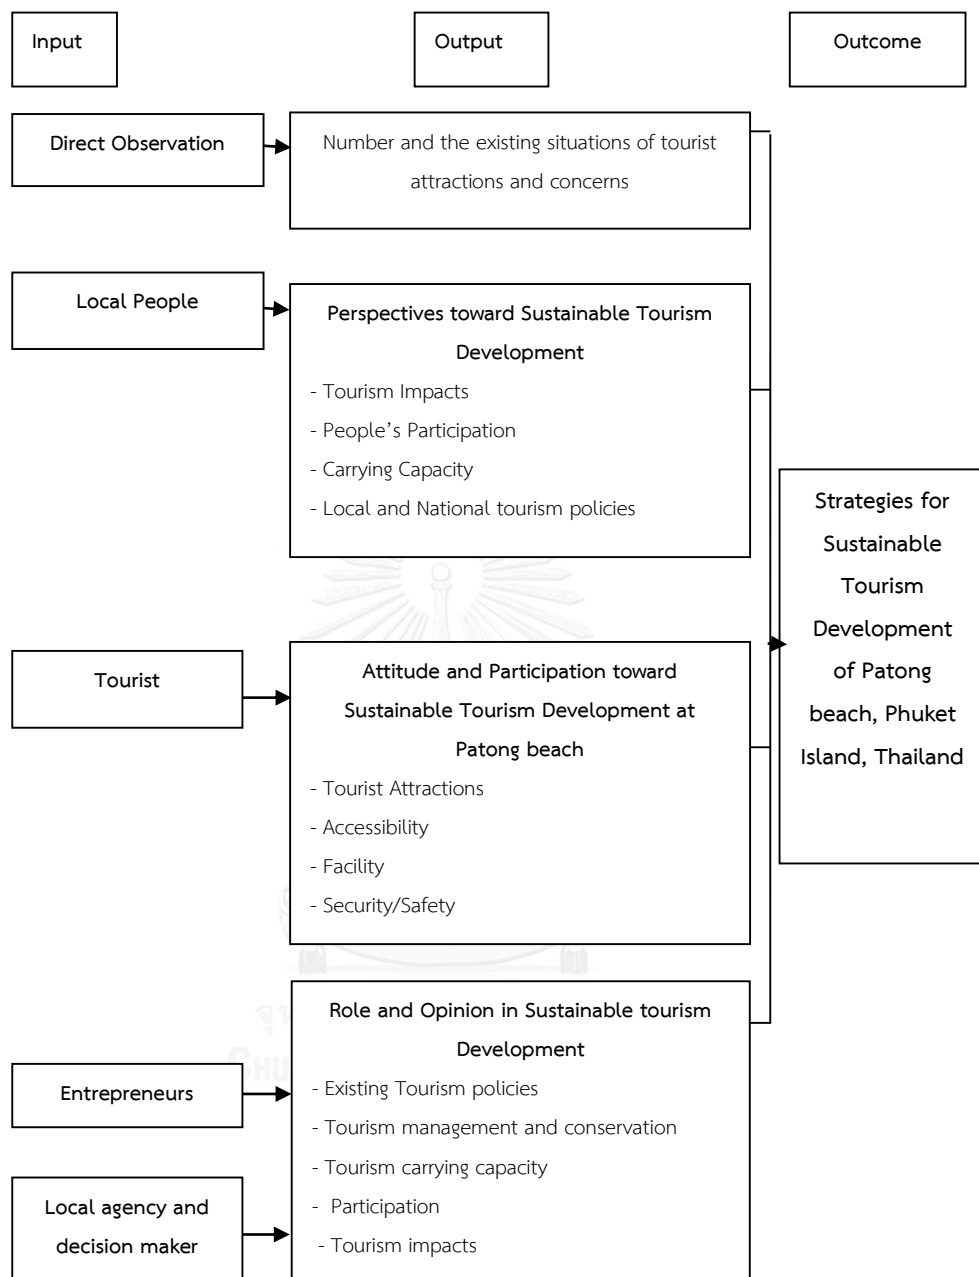 Input
Output
Outcome
Direct Observation
Number and the existing situations of tourist
attractions and concerns
Local People
Perspectives toward Sustainable Tourism
Development
- Tourism Impacts
- People's Participation
- Carrying Capacity
- Local and National tourism policies
Tourist
Attitude and Participation toward
Sustainable Tourism Development at
Patong beach
- Tourist Attractions
- Accessibility
- Facility
- Security/Safety
Entrepreneurs
Local agency and
decision maker
Role and Opinion in Sustainable tourism
Development
- Existing Tourism policies
- Tourism management and conservation
- Tourism carrying capacity
- Participation
- Tourism impacts
Strategies for
Sustainable
Tourism
Development
of Patong
beach, Phuket
Island, Thailand